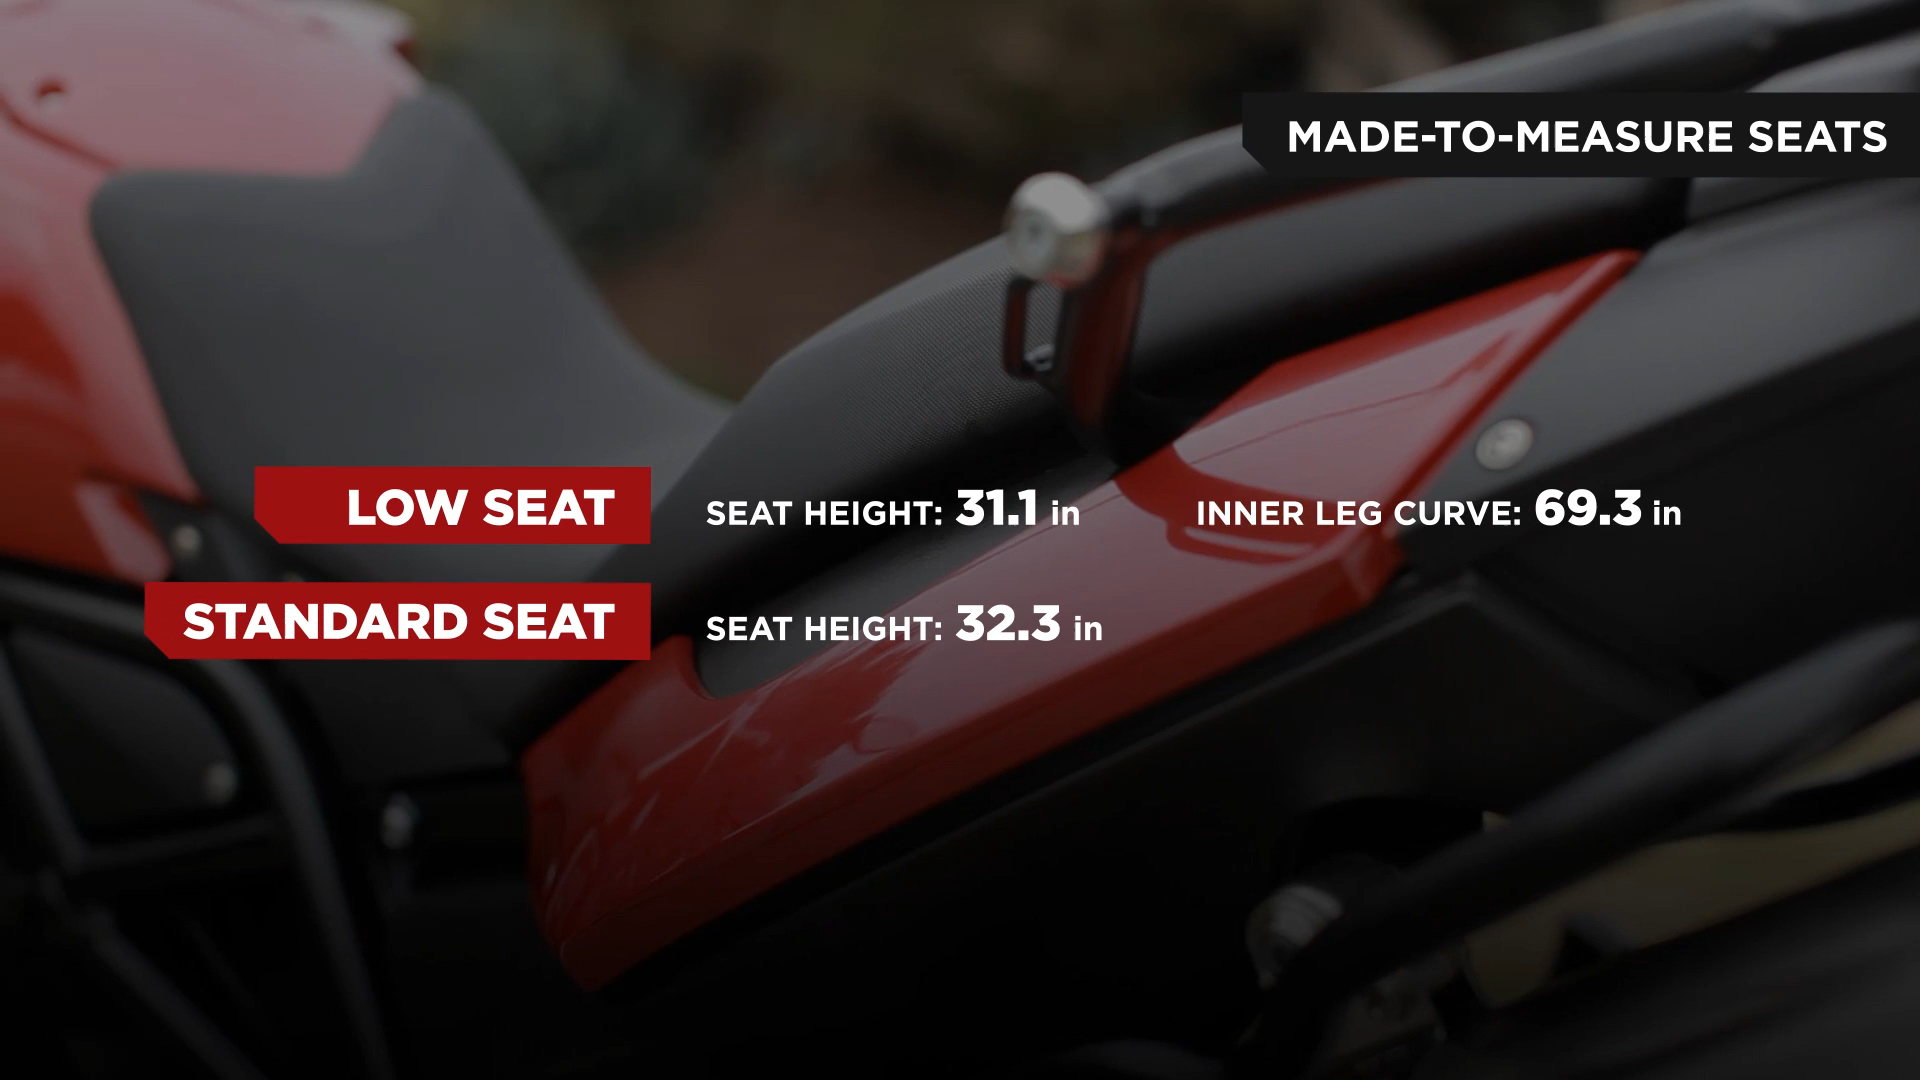 MADE-TO-MEASURE SEATS
LOW SEAT SEAT HEIGHT: 31.1 in INNER LEG CURVE: 69.3 in
STANDARD SEAT SEAT HEIGHT: 32.3 in